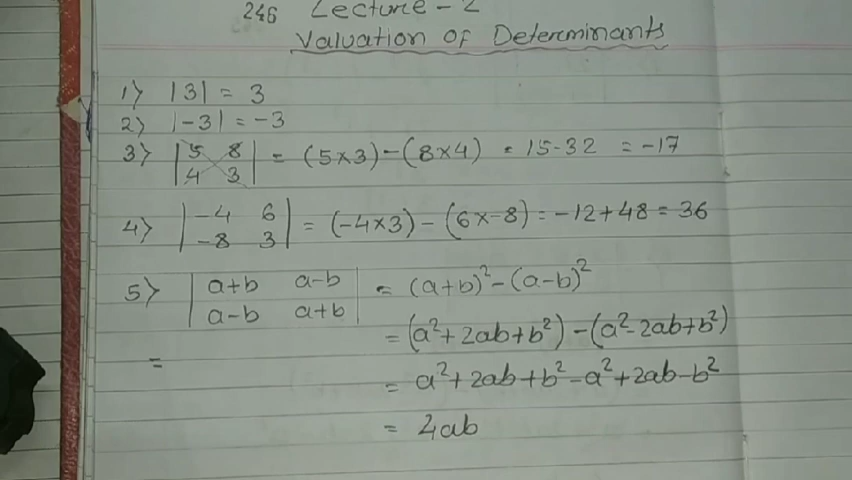 246 Lecture - 2
Valuation of Determinants
1) |3| = 3
2) |-3| = -3
3) |5 8| = (5×3)-(8×4) = 15-32 = -17
|4 3|
4) |-4 6| = (-4×3)-(6×-8) = -12+48 = 36
|-8 3|
5) |a+b a-b| = (a+b)²-(a-b)²
|a-b a+b|
= (a²+2ab+b²)-(a²-2ab+b²)
=
= a²+2ab+b²-a²+2ab-b²
= 4ab